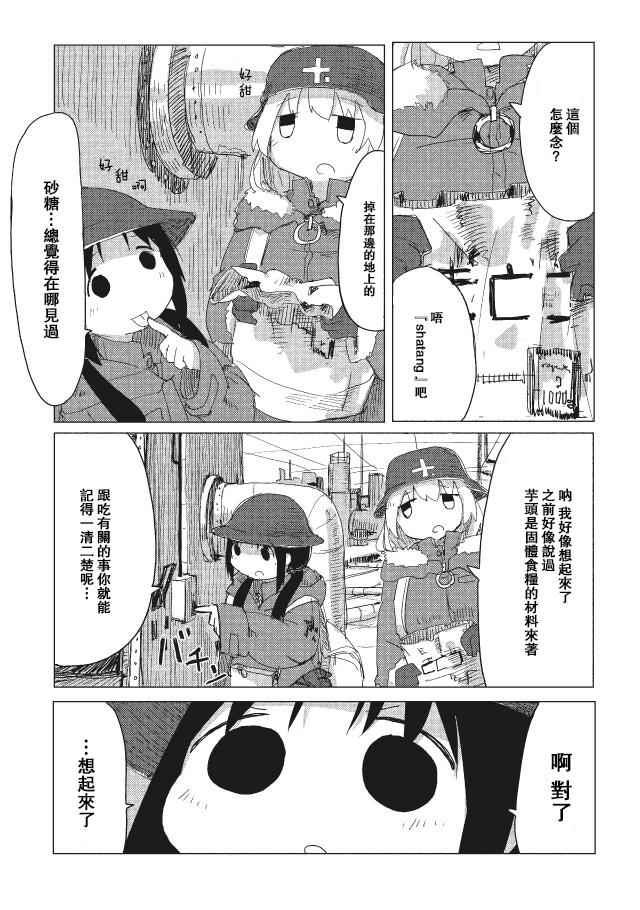 這個
怎麼念？
唔
『shatang』吧
掉在那邊的地上的
好甜
好甜啊
砂糖…總覺得在哪見過
吶 我好像想起來了
之前好像說過
芋頭是固體食糧的材料來著
跟吃有關的事你就能
記得一清二楚呢…
バチン
啊 對了
…想起來了